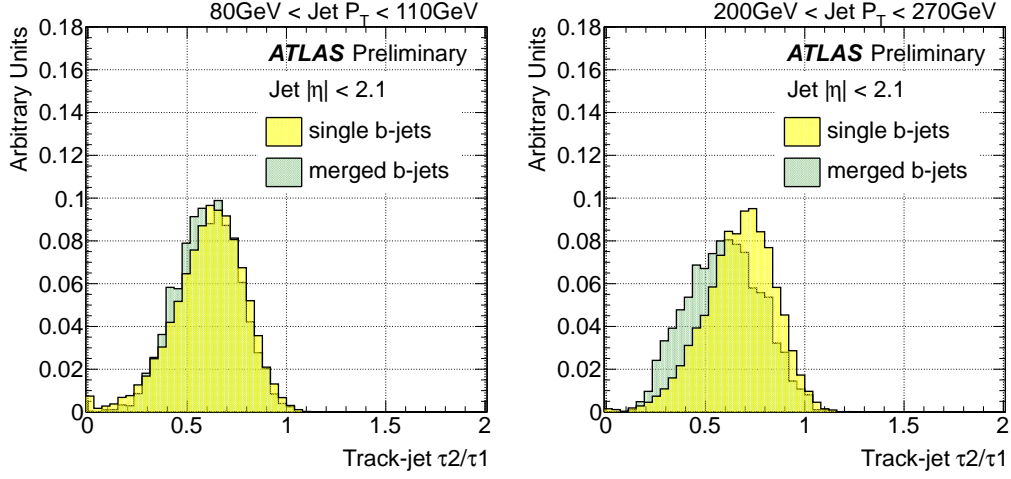 80GeV < Jet P_T < 110GeV
Arbitrary Units
0.18
0.16
0.14
0.12
0.1
0.08
0.06
0.04
0.02
0
ATLAS Preliminary
Jet |η| < 2.1
single b-jets
merged b-jets
0 0.5 1 1.5 2
Track-jet τ2/τ1
200GeV < Jet P_T < 270GeV
Arbitrary Units
0.18
0.16
0.14
0.12
0.1
0.08
0.06
0.04
0.02
0
ATLAS Preliminary
Jet |η| < 2.1
single b-jets
merged b-jets
0 0.5 1 1.5 2
Track-jet τ2/τ1